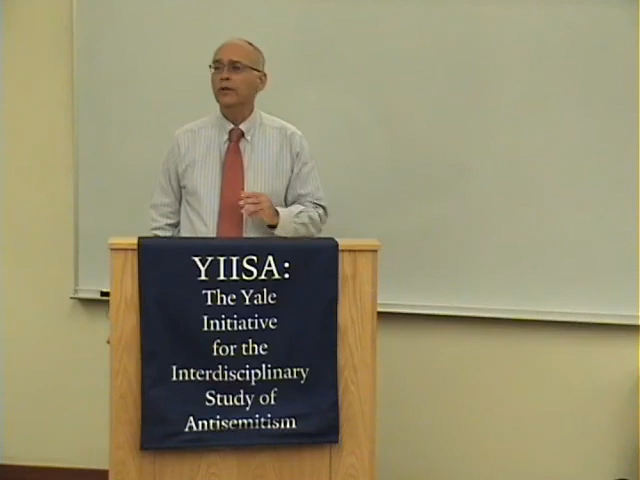 YIISA:
The Yale
Initiative
for the
Interdisciplinary
Study of
Antisemitism